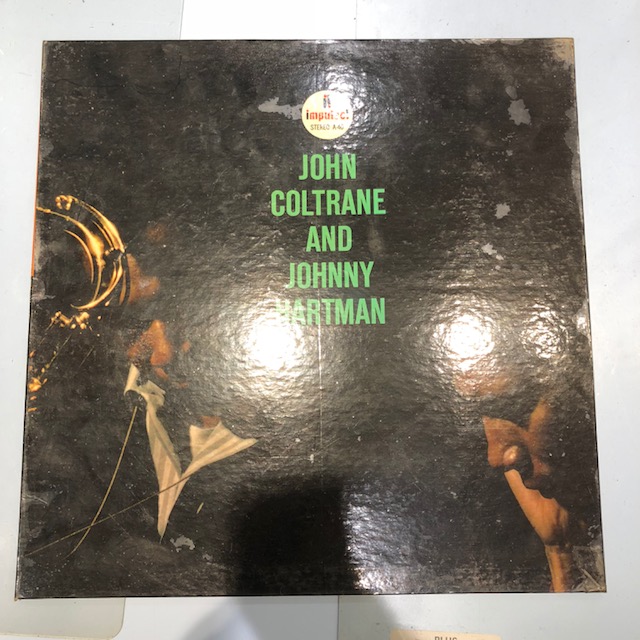 impulse!
STEREO A-40
JOHN
COLTRANE
AND
JOHNNY
HARTMAN